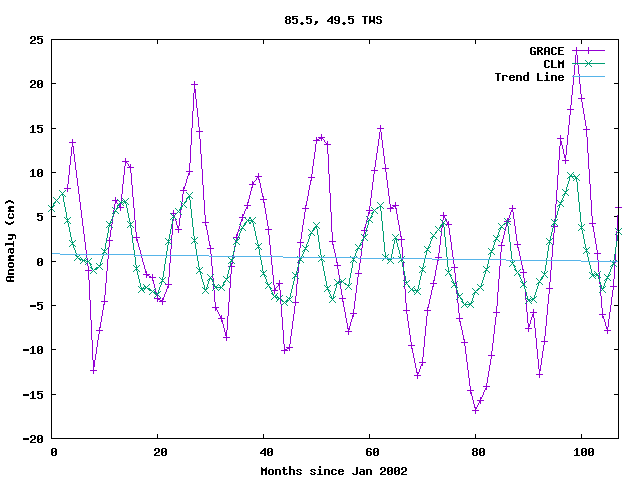 85.5, 49.5 TWS
GRACE
CLM
Trend Line
Anomaly (cm)
25
20
15
10
5
0
-5
-10
-15
-20
0 20 40 60 80 100
Months since Jan 2002